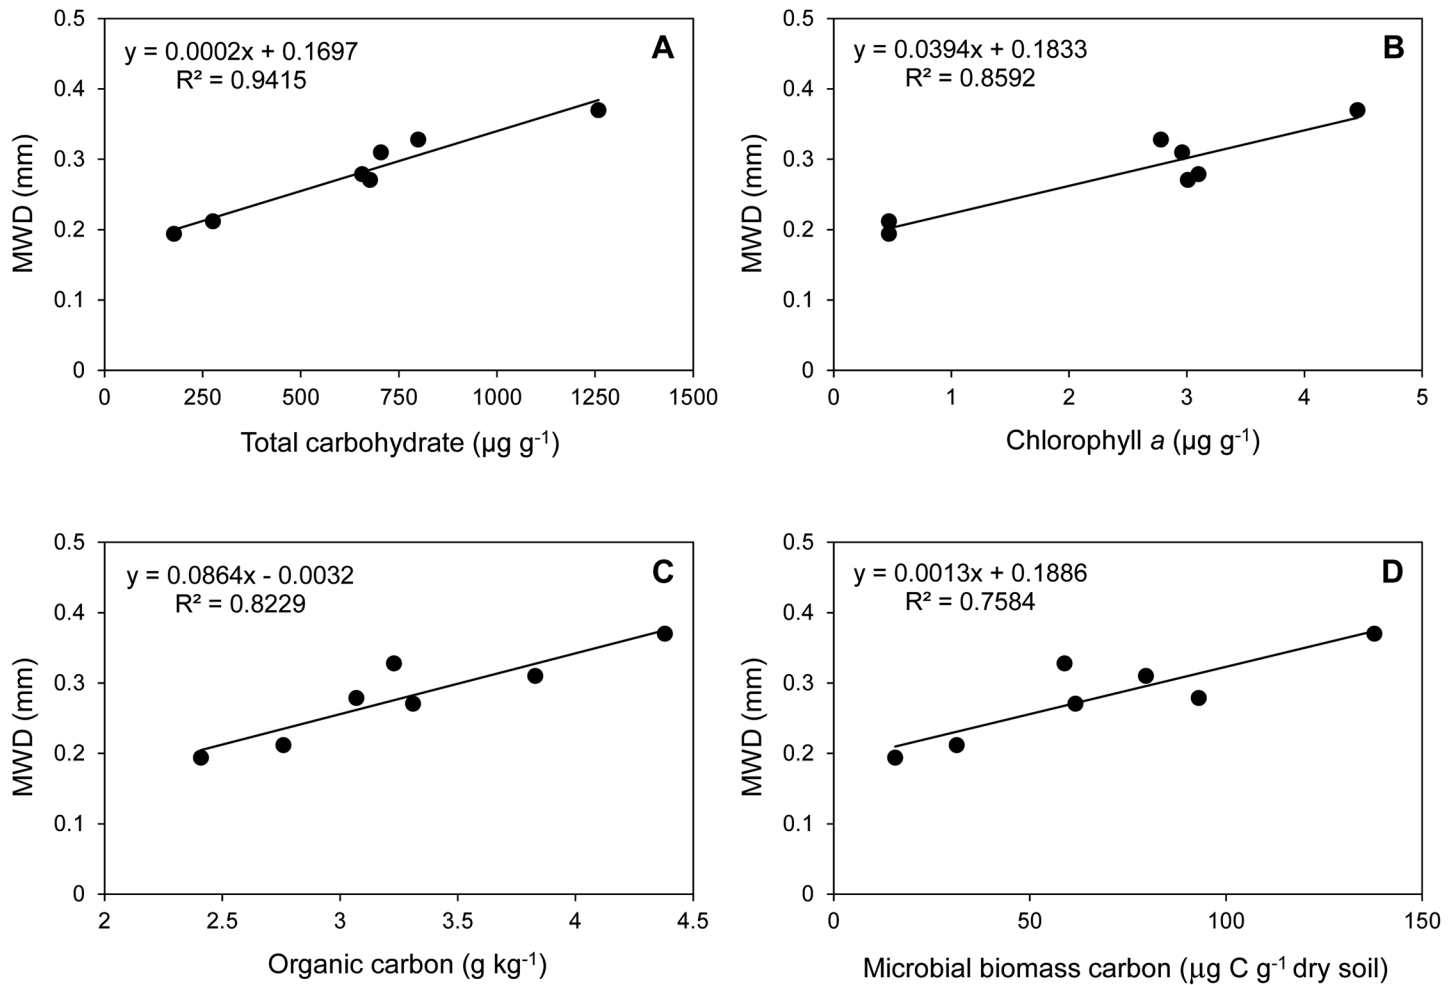 y = 0.0002x + 0.1697
R² = 0.9415
A
MWD (mm)
0.5
0.4
0.3
0.2
0.1
0
0 250 500 750 1000 1250 1500
Total carbohydrate (µg g⁻¹)
y = 0.0394x + 0.1833
R² = 0.8592
B
MWD (mm)
0.5
0.4
0.3
0.2
0.1
0
0 1 2 3 4 5
Chlorophyll a (µg g⁻¹)
y = 0.0864x - 0.0032
R² = 0.8229
C
MWD (mm)
0.5
0.4
0.3
0.2
0.1
0
2 2.5 3 3.5 4 4.5
Organic carbon (g kg⁻¹)
y = 0.0013x + 0.1886
R² = 0.7584
D
MWD (mm)
0.5
0.4
0.3
0.2
0.1
0
0 50 100 150
Microbial biomass carbon (µg C g⁻¹ dry soil)